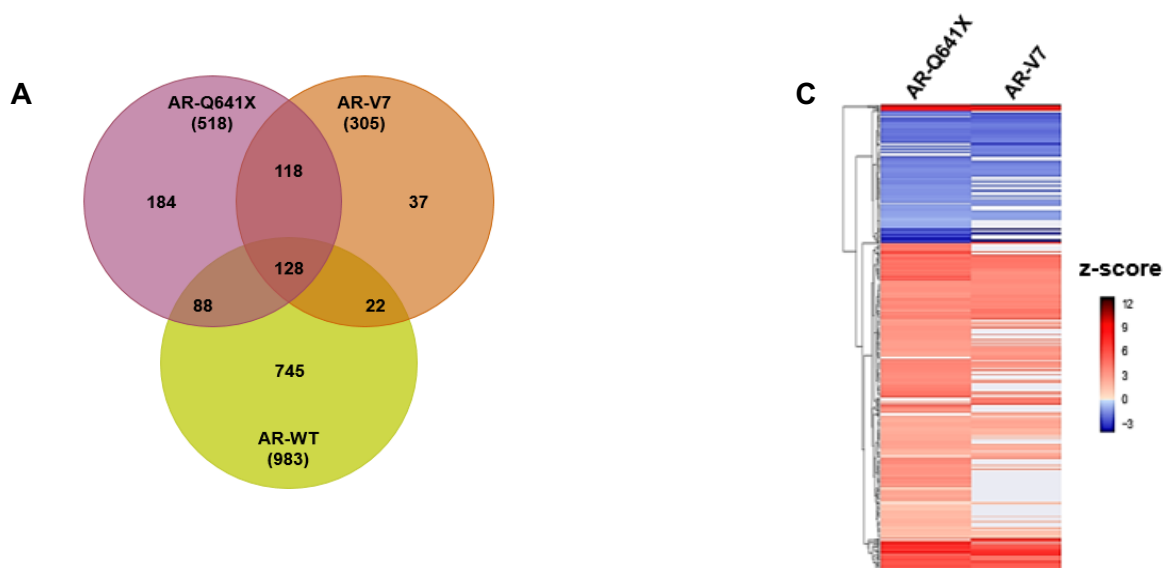 A
AR-Q641X
(518)
AR-V7
(305)
118
184
37
128
88
22
745
AR-WT
(983)
C
AR-Q641X
AR-V7
z-score
12
9
6
3
0
−3